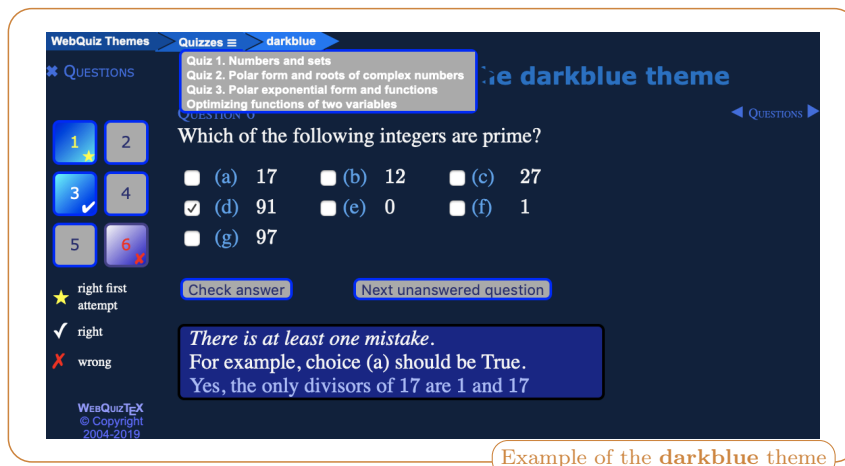 WebQuiz Themes Quizzes ☰ darkblue
Quiz 1. Numbers and sets
Quiz 2. Polar form and roots of complex numbers
Quiz 3. Polar exponential form and functions
Optimizing functions of two variables
✖ QUESTIONS
darkblue theme
QUESTION 6
◀ QUESTIONS ▶
Which of the following integers are prime?
1 2
(a) 17 (b) 12 (c) 27
3 4
(d) 91 (e) 0 (f) 1
5 6
(g) 97
Check answer Next unanswered question
right first
attempt
right
wrong
There is at least one mistake.
For example, choice (a) should be True.
Yes, the only divisors of 17 are 1 and 17
WEBQUIZTEX
© Copyright
2004-2019
Example of the darkblue theme